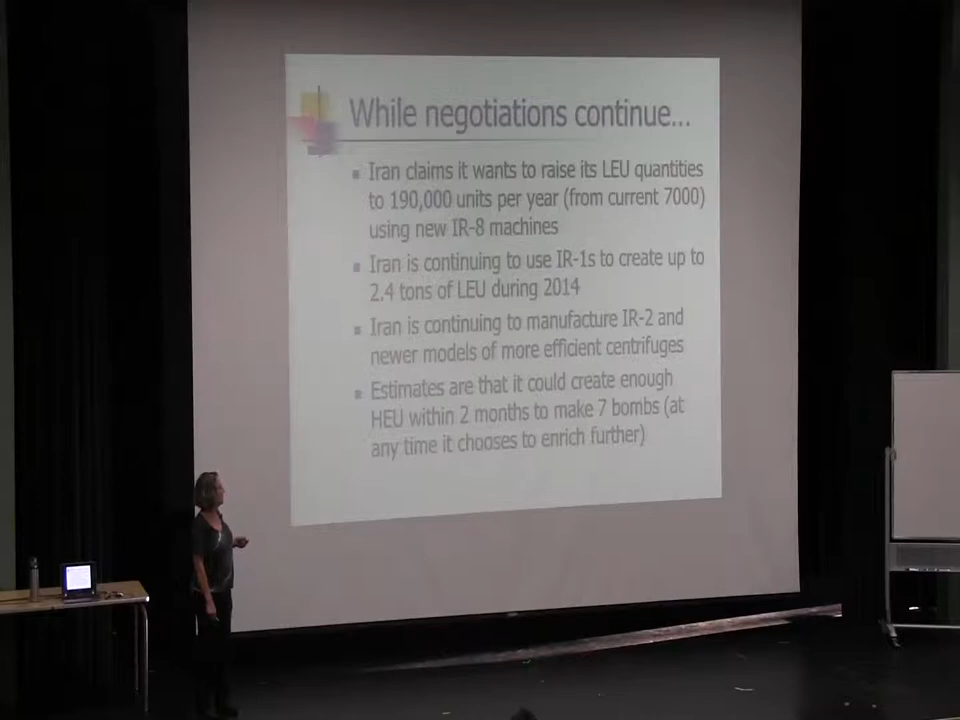 While negotiations continue...
Iran claims it wants to raise its LEU quantities
to 190,000 units per year (from current 7000)
using new IR-8 machines
Iran is continuing to use IR-1s to create up to
2.4 tons of LEU during 2014
Iran is continuing to manufacture IR-2 and
newer models of more efficient centrifuges
Estimates are that it could create enough
HEU within 2 months to make 7 bombs (at
any time it chooses to enrich further)